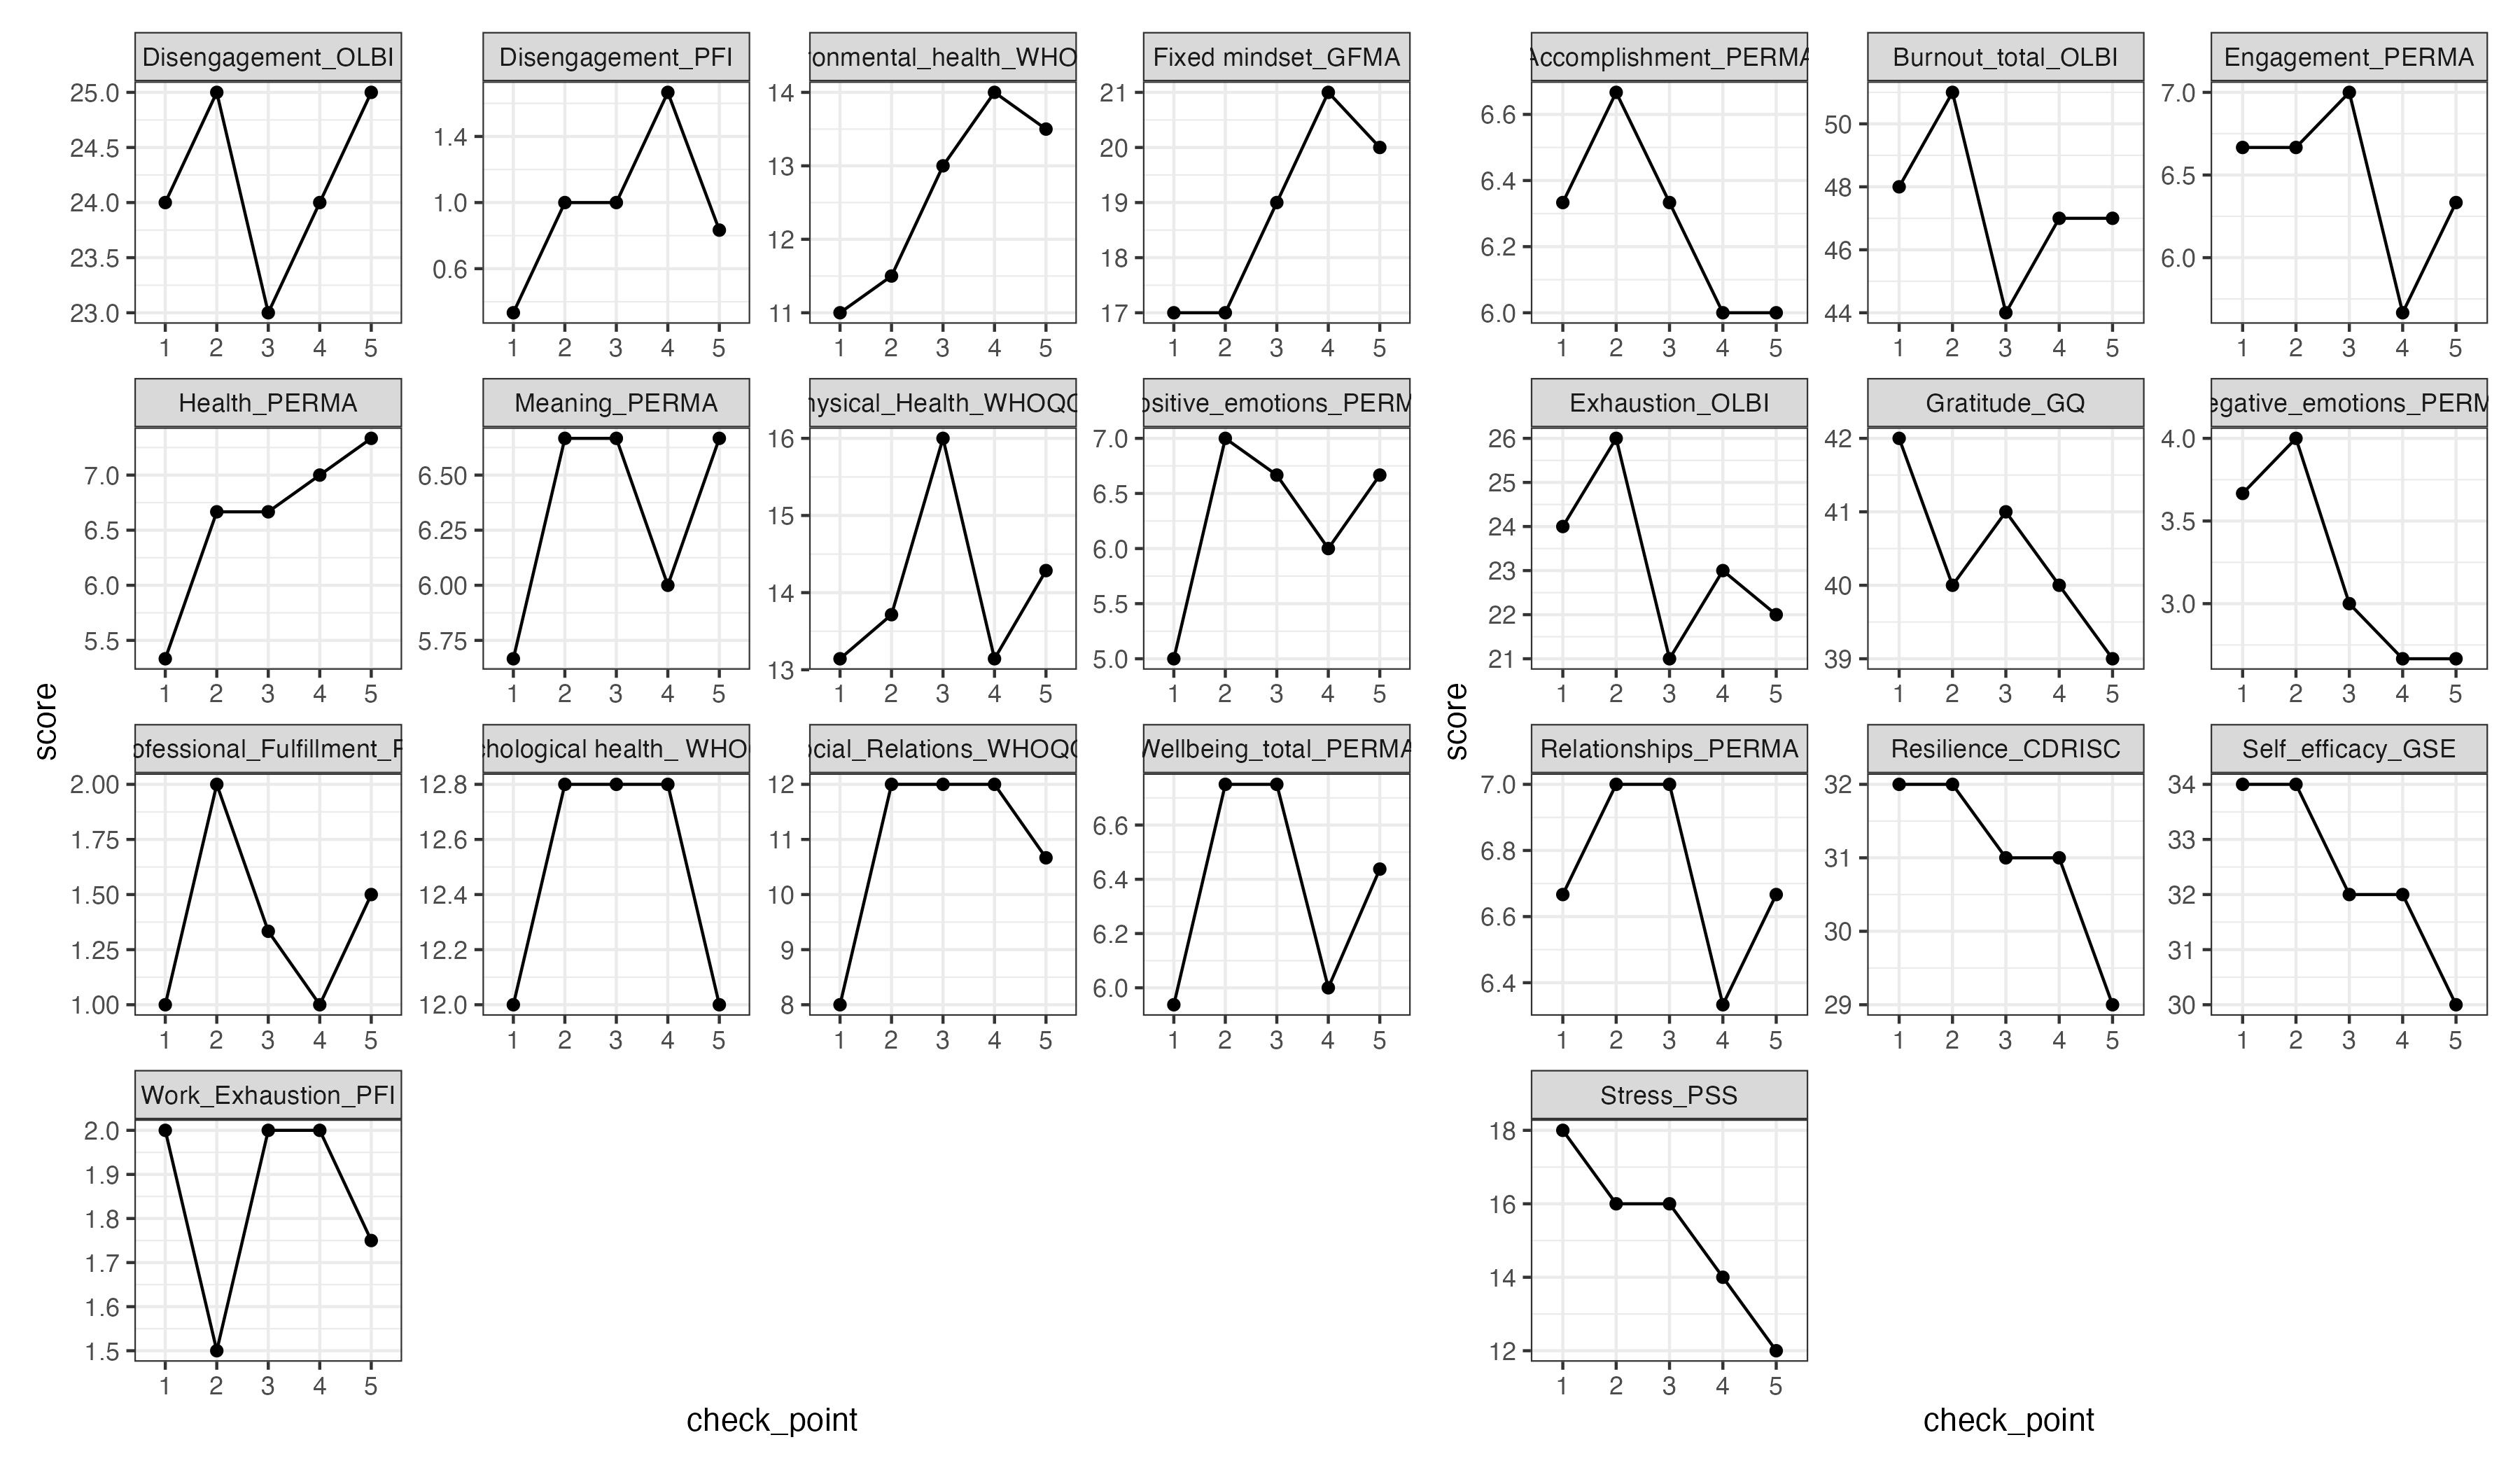 Disengagement_OLBI
25.0
24.5
24.0
23.5
23.0
1 2 3 4 5
Disengagement_PFI
1.4
1.0
0.6
1 2 3 4 5
onmental_health_WHO
14
13
12
11
1 2 3 4 5
Fixed mindset_GFMA
21
20
19
18
17
1 2 3 4 5
Health_PERMA
7.0
6.5
6.0
5.5
1 2 3 4 5
Meaning_PERMA
6.50
6.25
6.00
5.75
1 2 3 4 5
hysical_Health_WHOQO
16
15
14
13
1 2 3 4 5
ositive_emotions_PERM
7.0
6.5
6.0
5.5
5.0
1 2 3 4 5
ofessional_Fulfillment_F
2.00
1.75
1.50
1.25
1.00
1 2 3 4 5
chological health_ WHO
12.8
12.6
12.4
12.2
12.0
1 2 3 4 5
cial_Relations_WHOQO
12
11
10
9
8
1 2 3 4 5
Wellbeing_total_PERMA
6.6
6.4
6.2
6.0
1 2 3 4 5
Work_Exhaustion_PFI
2.0
1.9
1.8
1.7
1.6
1.5
1 2 3 4 5
score
check_point
Accomplishment_PERMA
6.6
6.4
6.2
6.0
1 2 3 4 5
Burnout_total_OLBI
50
48
46
44
1 2 3 4 5
Engagement_PERMA
7.0
6.5
6.0
1 2 3 4 5
Exhaustion_OLBI
26
25
24
23
22
21
1 2 3 4 5
Gratitude_GQ
42
41
40
39
1 2 3 4 5
egative_emotions_PERM
4.0
3.5
3.0
1 2 3 4 5
Relationships_PERMA
7.0
6.8
6.6
6.4
1 2 3 4 5
Resilience_CDRISC
32
31
30
29
1 2 3 4 5
Self_efficacy_GSE
34
33
32
31
30
1 2 3 4 5
Stress_PSS
18
16
14
12
1 2 3 4 5
score
check_point